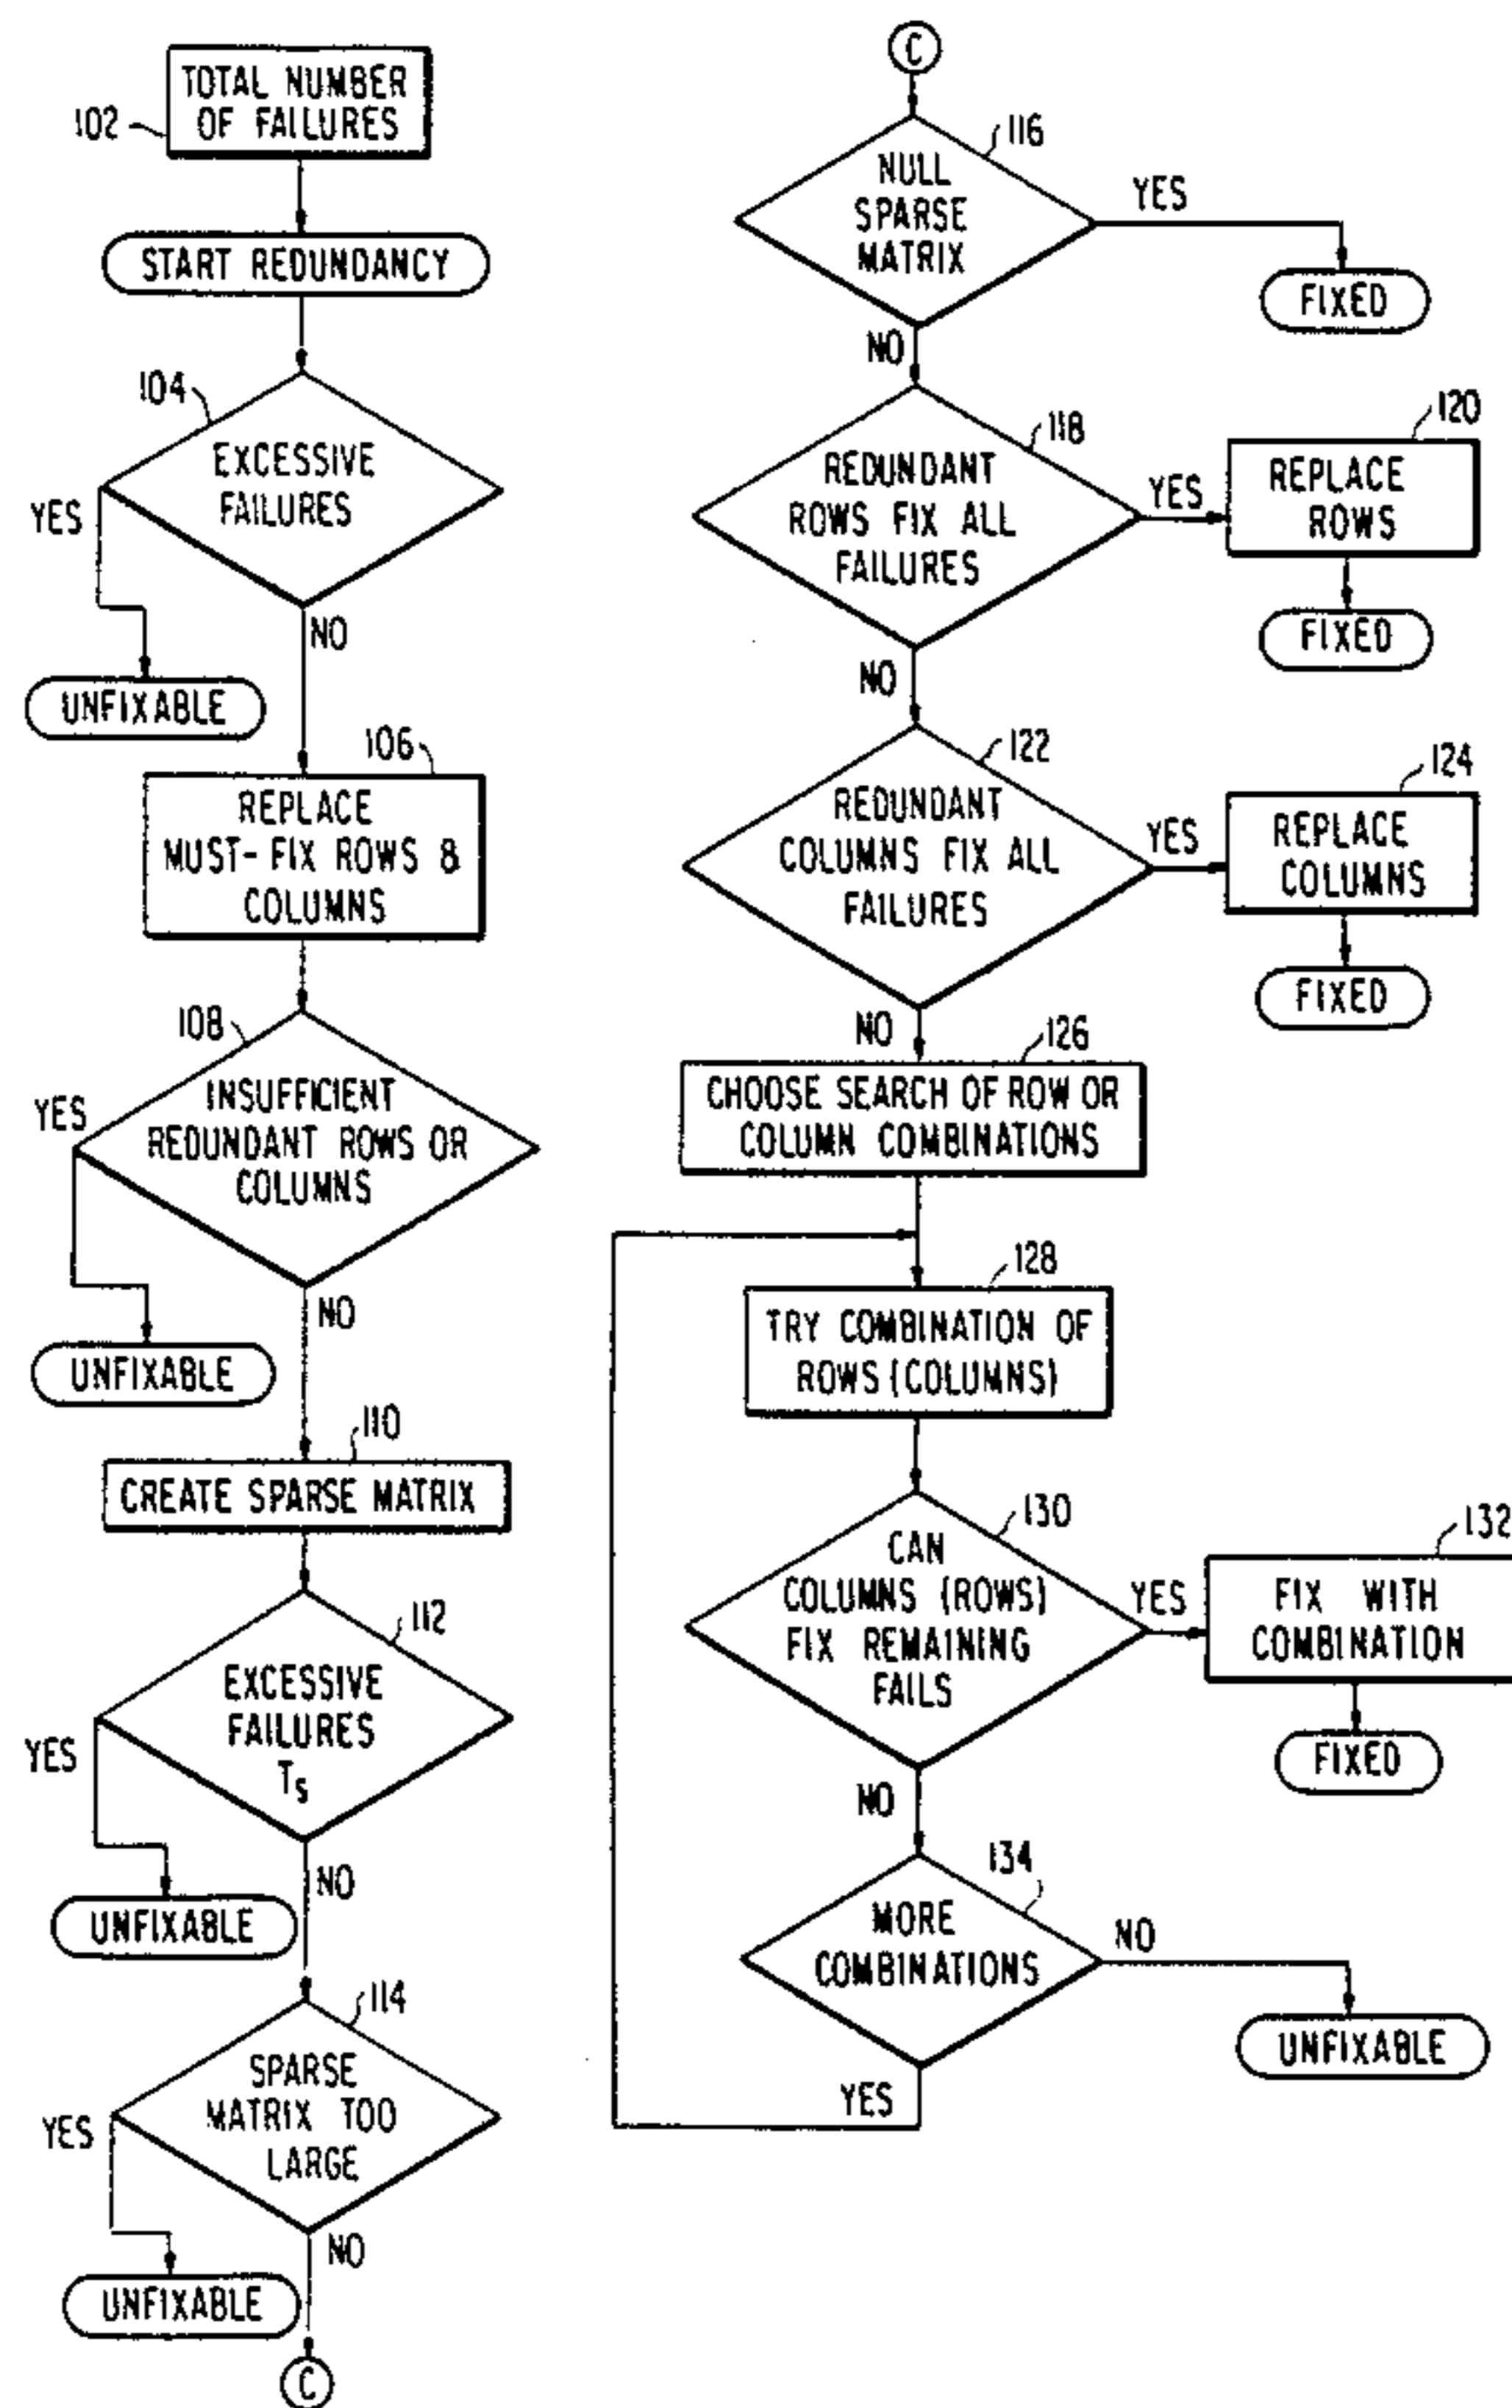 TOTAL NUMBER
OF FAILURES
102
START REDUNDANCY
104
EXCESSIVE
FAILURES
YES
NO
UNFIXABLE
106
REPLACE
MUST-FIX ROWS &
COLUMNS
108
INSUFFICIENT
REDUNDANT ROWS OR
COLUMNS
YES
NO
UNFIXABLE
110
CREATE SPARSE MATRIX
112
EXCESSIVE
FAILURES
Ts
YES
NO
UNFIXABLE
114
SPARSE
MATRIX TOO
LARGE
YES
NO
UNFIXABLE
C
C
116
NULL
SPARSE
MATRIX
YES
FIXED
NO
118
REDUNDANT
ROWS FIX ALL
FAILURES
YES
120
REPLACE
ROWS
FIXED
NO
122
REDUNDANT
COLUMNS FIX ALL
FAILURES
YES
124
REPLACE
COLUMNS
FIXED
NO
126
CHOOSE SEARCH OF ROW OR
COLUMN COMBINATIONS
128
TRY COMBINATION OF
ROWS (COLUMNS)
130
CAN
COLUMNS (ROWS)
FIX REMAINING
FAILS
YES
132
FIX WITH
COMBINATION
FIXED
NO
134
MORE
COMBINATIONS
NO
UNFIXABLE
YES